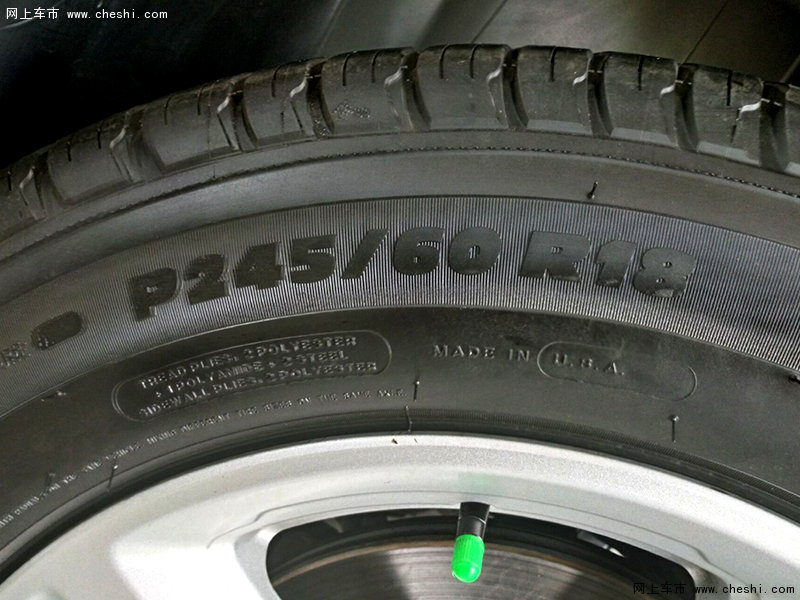 网上车市 www.cheshi.com
P245/60 R18
TREAD PLIES: 2 POLYESTER
+ 1 POLYAMIDE + 2 STEEL
SIDEWALL PLIES: 2 POLYESTER
MADE IN U.S.A.
网上车市
www.cheshi.com